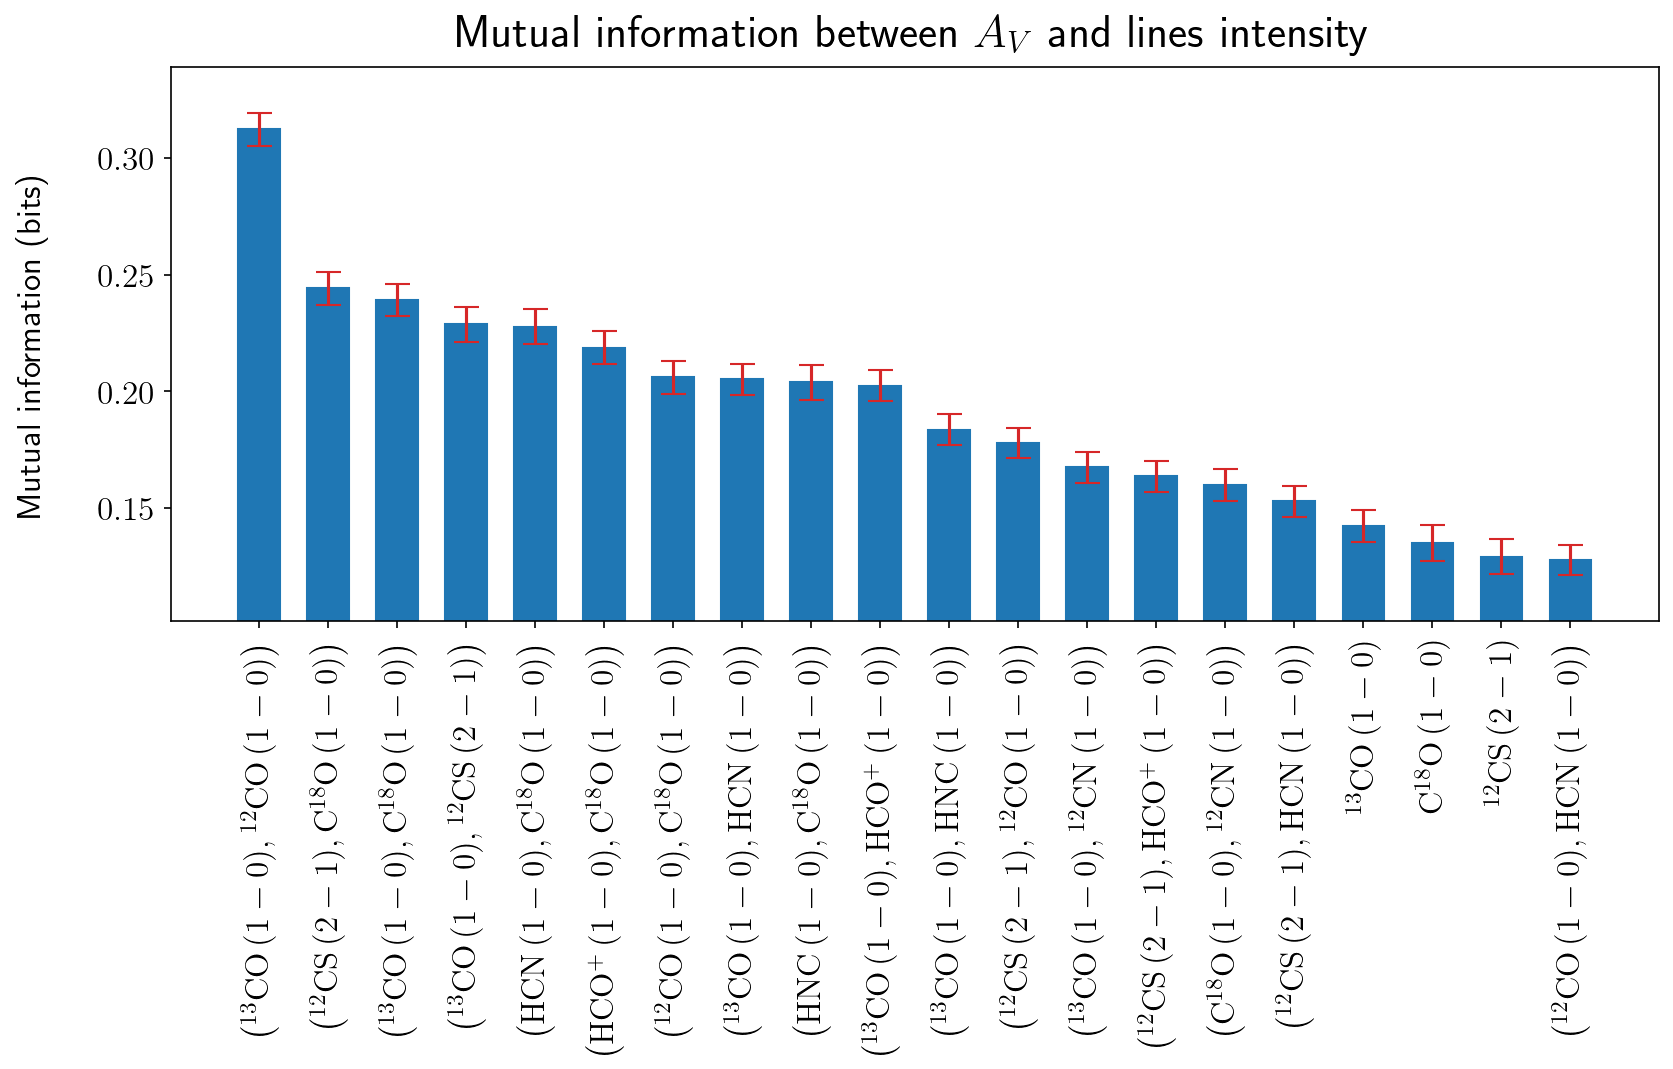 Mutual information between $A_V$ and lines intensity
Mutual information (bits)
0.30
0.25
0.20
0.15
(¹³CO (1 − 0), ¹²CO (1 − 0))
(¹²CS (2 − 1), C¹⁸O (1 − 0))
(¹³CO (1 − 0), C¹⁸O (1 − 0))
(¹³CO (1 − 0), ¹²CS (2 − 1))
(HCN (1 − 0), C¹⁸O (1 − 0))
(HCO⁺ (1 − 0), C¹⁸O (1 − 0))
(¹²CO (1 − 0), C¹⁸O (1 − 0))
(¹³CO (1 − 0), HCN (1 − 0))
(HNC (1 − 0), C¹⁸O (1 − 0))
(¹³CO (1 − 0), HCO⁺ (1 − 0))
(¹³CO (1 − 0), HNC (1 − 0))
(¹²CS (2 − 1), ¹²CO (1 − 0))
(¹³CO (1 − 0), ¹²CN (1 − 0))
(¹²CS (2 − 1), HCO⁺ (1 − 0))
(C¹⁸O (1 − 0), ¹²CN (1 − 0))
(¹²CS (2 − 1), HCN (1 − 0))
¹³CO (1 − 0)
C¹⁸O (1 − 0)
¹²CS (2 − 1)
(¹²CO (1 − 0), HCN (1 − 0))